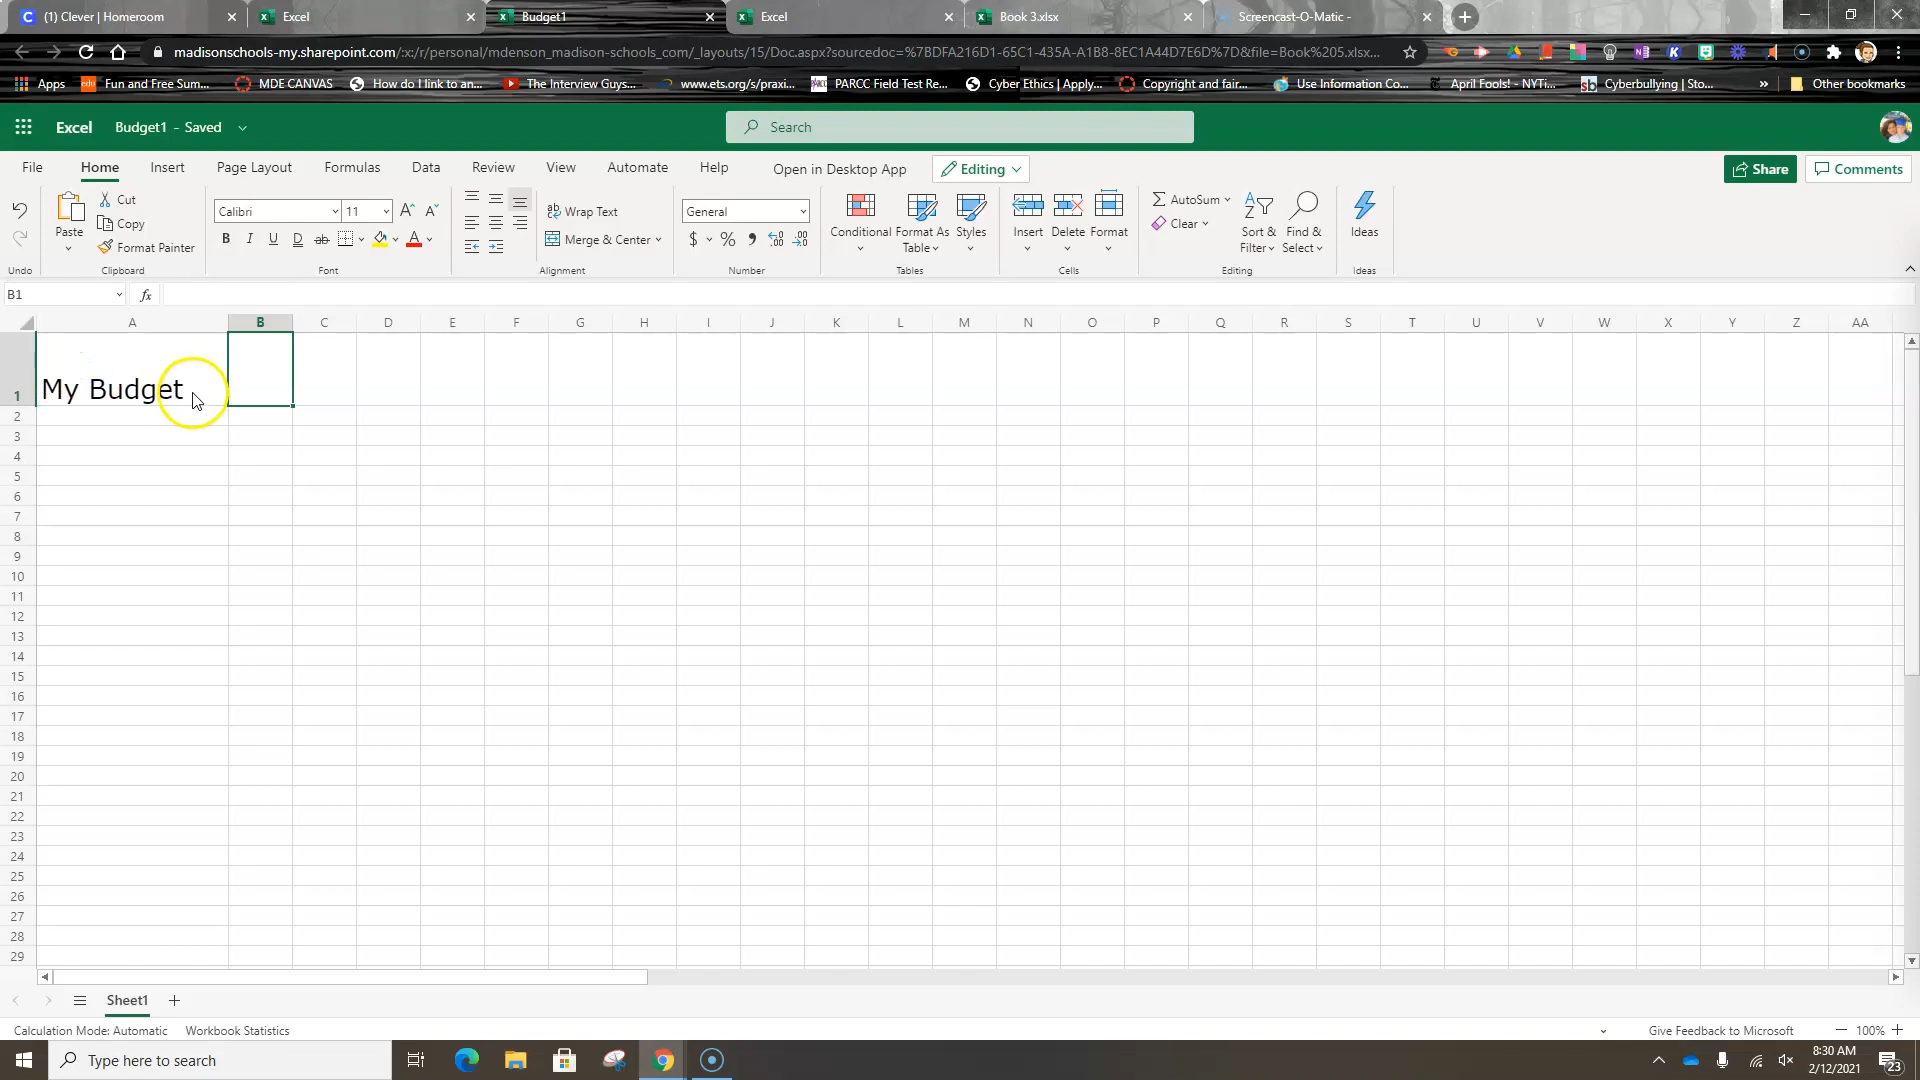 (1) Clever | Homeroom
Excel
Budget1
Excel
Book 3.xlsx
Screencast-O-Matic -
madisonschools-my.sharepoint.com/:x:/r/personal/mdenson_madison-schools_com/_layouts/15/Doc.aspx?sourcedoc=%7BDFA216D1-65C1-435A-A1B8-8EC1A44D7E6D%7D&file=Book%205.xlsx...
Apps
Fun and Free Sum...
MDE CANVAS
How do I link to an...
The Interview Guys...
www.ets.org/s/praxi...
PARCC Field Test Re...
Cyber Ethics | Apply...
Copyright and fair...
Use Information Co...
April Fools! - NYTi...
Cyberbullying | Sto...
»
Other bookmarks
Excel
Budget1 - Saved
Search
File
Home
Insert
Page Layout
Formulas
Data
Review
View
Automate
Help
Open in Desktop App
Editing
Share
Comments
Undo
Paste
Cut
Copy
Format Painter
Clipboard
Calibri
11
B I U D ab
Font
Wrap Text
Merge & Center
Alignment
General
$ % 9 .00
Number
Conditional
Format As Table
Styles
Tables
Insert
Delete
Format
Cells
AutoSum
Clear
Sort & Filter
Find & Select
Editing
Ideas
Ideas
B1
fx
A B C D E F G H I J K L M N O P Q R S T U V W X Y Z AA
1 My Budget
2
3
4
5
6
7
8
9
10
11
12
13
14
15
16
17
18
19
20
21
22
23
24
25
26
27
28
29
Sheet1
Calculation Mode: Automatic
Workbook Statistics
Give Feedback to Microsoft
100%
Type here to search
8:30 AM
2/12/2021
23